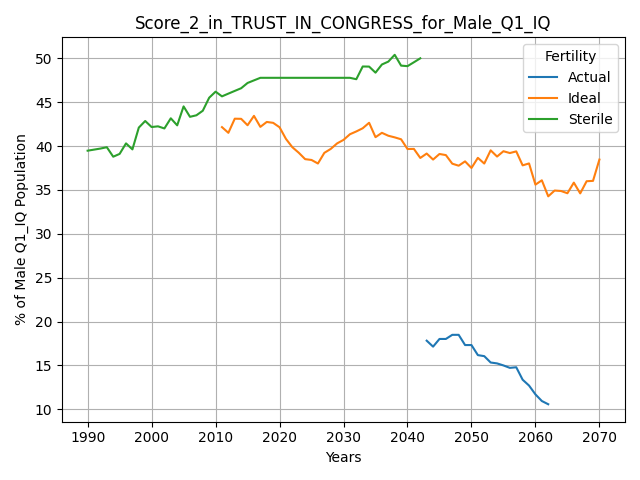 Score_2_in_TRUST_IN_CONGRESS_for_Male_Q1_IQ
% of Male Q1_IQ Population
50
45
40
35
30
25
20
15
10
Fertility
Actual
Ideal
Sterile
1990 2000 2010 2020 2030 2040 2050 2060 2070
Years